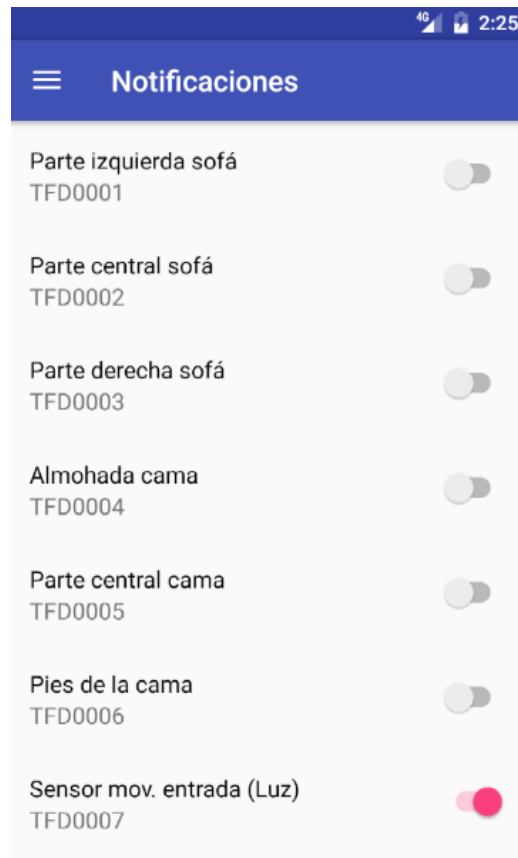 4G 2:25
Notificaciones
Parte izquierda sofá
TFD0001
Parte central sofá
TFD0002
Parte derecha sofá
TFD0003
Almohada cama
TFD0004
Parte central cama
TFD0005
Pies de la cama
TFD0006
Sensor mov. entrada (Luz)
TFD0007